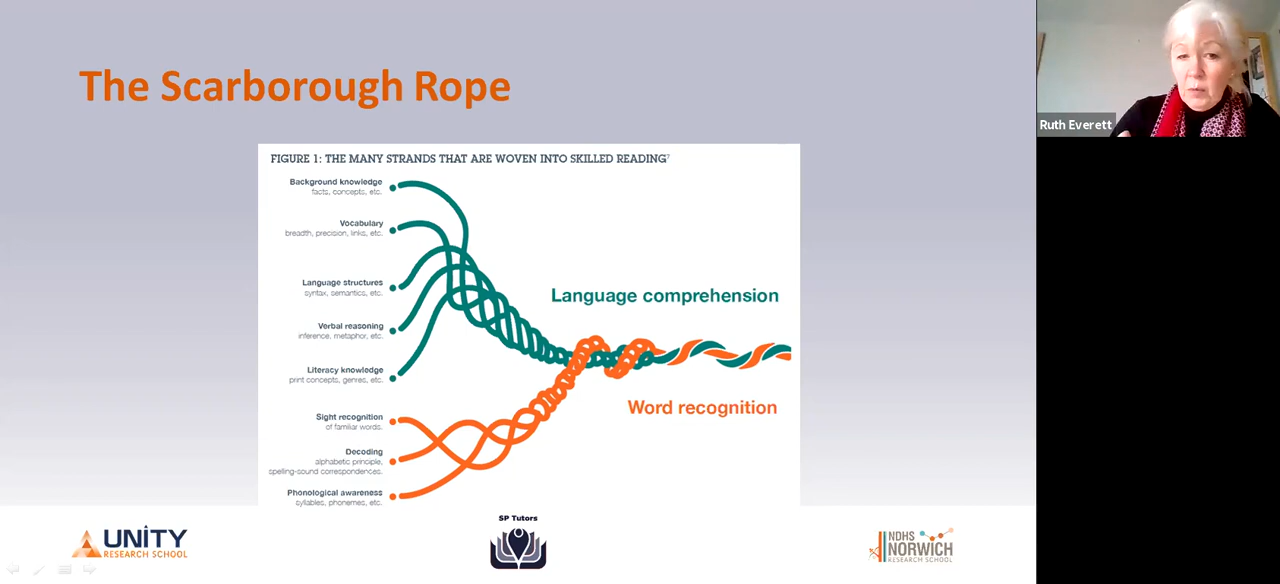 The Scarborough Rope
Ruth Everett
FIGURE 1: THE MANY STRANDS THAT ARE WOVEN INTO SKILLED READING⁷
Background knowledge
facts, concepts, etc.
Vocabulary
breadth, precision, links, etc.
Language structures
syntax, semantics, etc.
Verbal reasoning
inference, metaphor, etc.
Literacy knowledge
print concepts, genres, etc.
Sight recognition
of familiar words.
Decoding
alphabetic principle,
spelling-sound correspondences.
Phonological awareness
syllables, phonemes, etc.
Language comprehension
Word recognition
UNITY
RESEARCH SCHOOL
SP Tutors
NDHS
NORWICH
RESEARCH SCHOOL